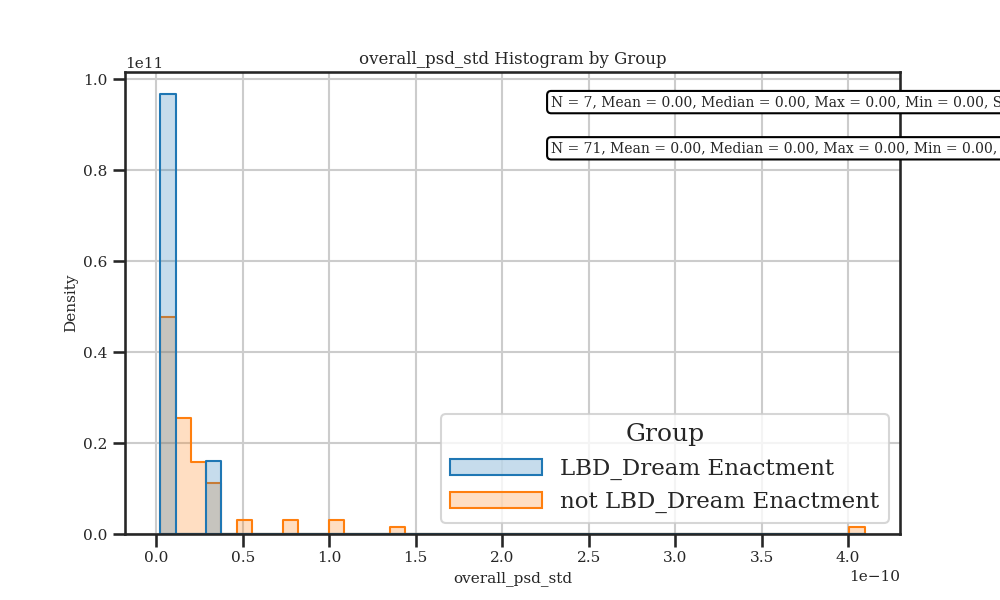 overall_psd_std Histogram by Group
1e11
N = 7, Mean = 0.00, Median = 0.00, Max = 0.00, Min = 0.00, S
N = 71, Mean = 0.00, Median = 0.00, Max = 0.00, Min = 0.00,
1.0
0.8
0.6
0.4
0.2
0.0
Density
Group
LBD_Dream Enactment
not LBD_Dream Enactment
0.0 0.5 1.0 1.5 2.0 2.5 3.0 3.5 4.0
1e−10
overall_psd_std